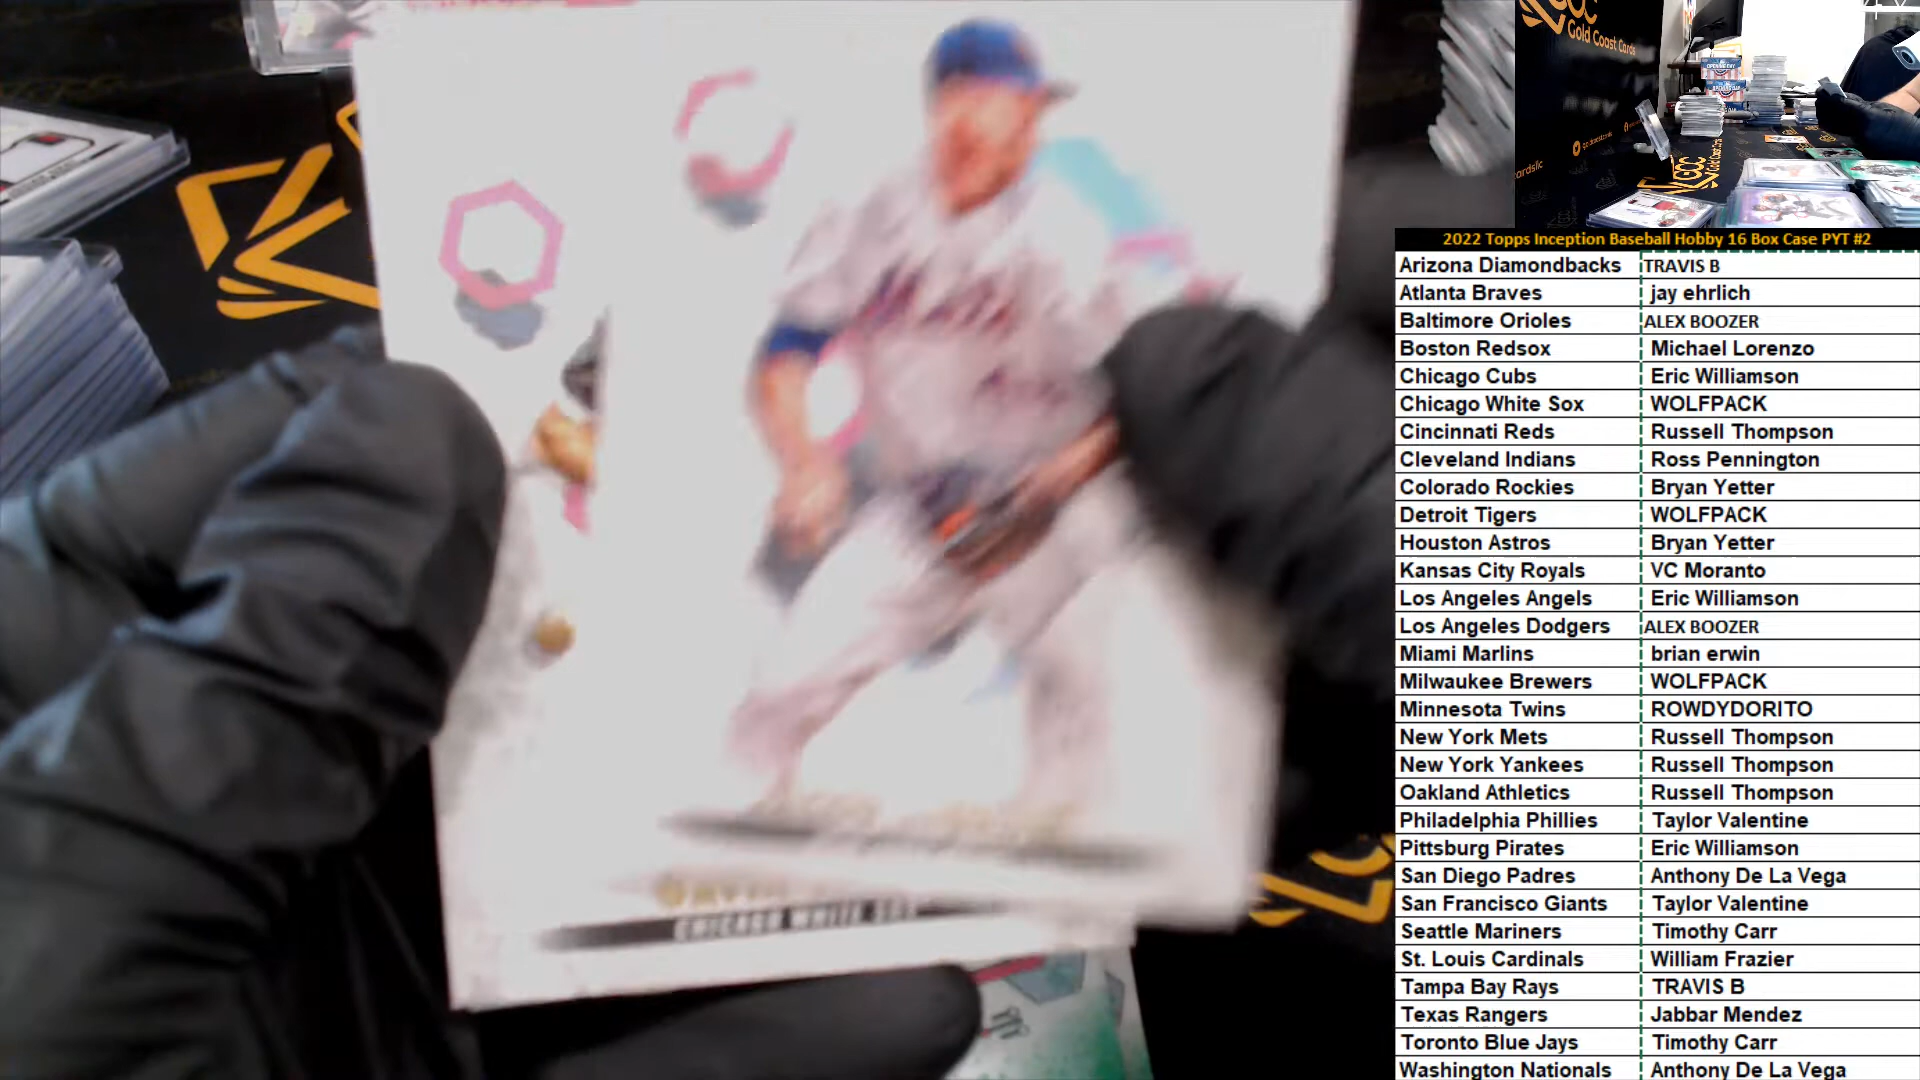 GCC
Gold Coast Cards
OPENING DAY
cardsllc
2022 Topps Inception Baseball Hobby 16 Box Case PYT #2
Arizona Diamondbacks TRAVIS B
Atlanta Braves jay ehrlich
Baltimore Orioles ALEX BOOZER
Boston Redsox Michael Lorenzo
Chicago Cubs Eric Williamson
Chicago White Sox WOLFPACK
Cincinnati Reds Russell Thompson
Cleveland Indians Ross Pennington
Colorado Rockies Bryan Yetter
Detroit Tigers WOLFPACK
Houston Astros Bryan Yetter
Kansas City Royals VC Moranto
Los Angeles Angels Eric Williamson
Los Angeles Dodgers ALEX BOOZER
Miami Marlins brian erwin
Milwaukee Brewers WOLFPACK
Minnesota Twins ROWDYDORITO
New York Mets Russell Thompson
New York Yankees Russell Thompson
Oakland Athletics Russell Thompson
Philadelphia Phillies Taylor Valentine
Pittsburg Pirates Eric Williamson
San Diego Padres Anthony De La Vega
San Francisco Giants Taylor Valentine
Seattle Mariners Timothy Carr
St. Louis Cardinals William Frazier
Tampa Bay Rays TRAVIS B
Texas Rangers Jabbar Mendez
Toronto Blue Jays Timothy Carr
Washington Nationals Anthony De La Vega
CHICAGO WHITE SOX